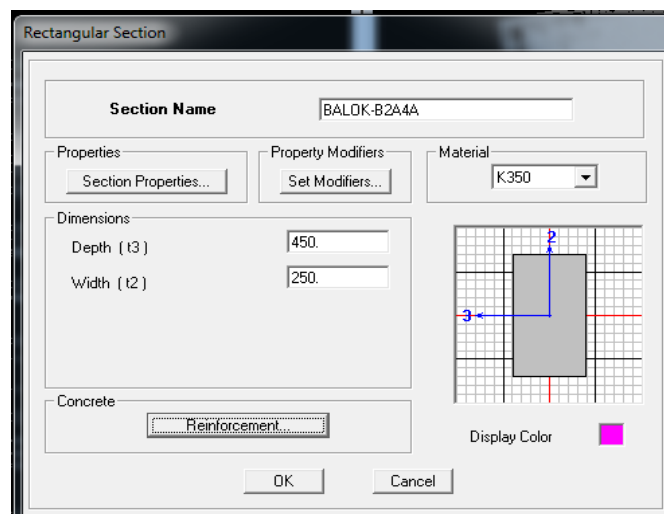 Rectangular Section
Section Name BALOK-B2A4A
Properties Property Modifiers Material
Section Properties... Set Modifiers... K350
Dimensions
Depth ( t3 ) 450.
Width ( t2 ) 250.
2
3
Concrete
Reinforcement...
Display Color
OK Cancel